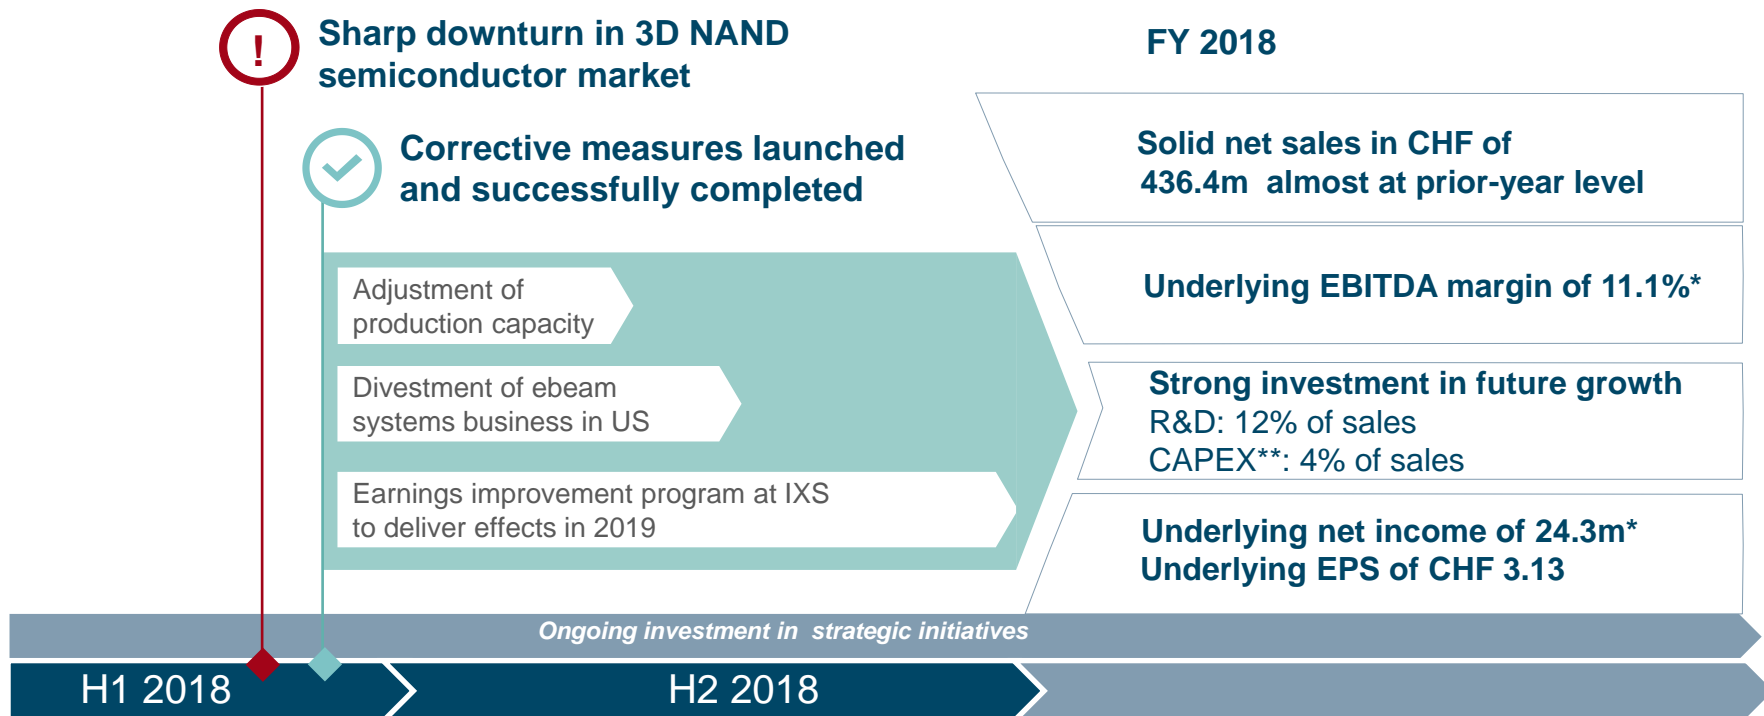 !
Sharp downturn in 3D NAND
semiconductor market
Corrective measures launched
and successfully completed
Adjustment of
production capacity
Divestment of ebeam
systems business in US
Earnings improvement program at IXS
to deliver effects in 2019
FY 2018
Solid net sales in CHF of
436.4m almost at prior-year level
Underlying EBITDA margin of 11.1%*
Strong investment in future growth
R&D: 12% of sales
CAPEX**: 4% of sales
Underlying net income of 24.3m*
Underlying EPS of CHF 3.13
Ongoing investment in strategic initiatives
H1 2018
H2 2018